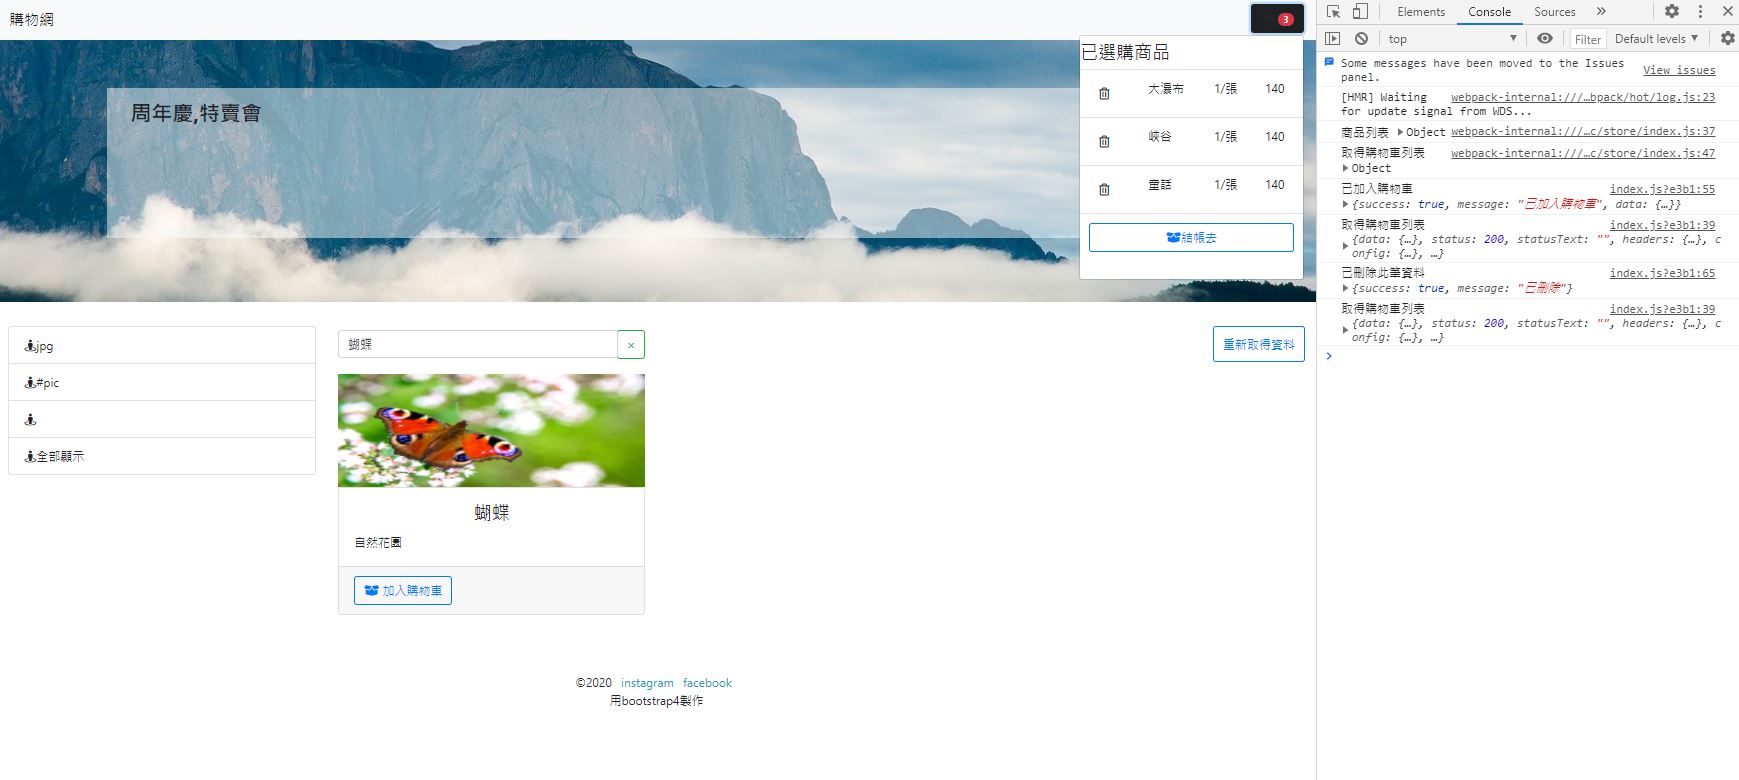 購物網
3
已選購商品
大瀑布 1/張 140
峽谷 1/張 140
童話 1/張 140
結帳去
周年慶,特賣會
jpg
#pic
全部顯示
蝴蝶 ×
重新取得資料
蝴蝶
自然花園
加入購物車
©2020 instagram facebook
用bootstrap4製作
Elements Console Sources »
top Filter Default levels
Some messages have been moved to the Issues
panel.
View issues
[HMR] Waiting webpack-internal:///…bpack/hot/log.js:23
for update signal from WDS...
商品列表 Object webpack-internal:///…c/store/index.js:37
取得購物車列表 webpack-internal:///…c/store/index.js:47
Object
已加入購物車 index.js?e3b1:55
{success: true, message: "已加入購物車", data: {…}}
取得購物車列表 index.js?e3b1:39
{data: {…}, status: 200, statusText: "", headers: {…}, c
onfig: {…}, …}
已刪除此筆資料 index.js?e3b1:65
{success: true, message: "已刪除"}
取得購物車列表 index.js?e3b1:39
{data: {…}, status: 200, statusText: "", headers: {…}, c
onfig: {…}, …}